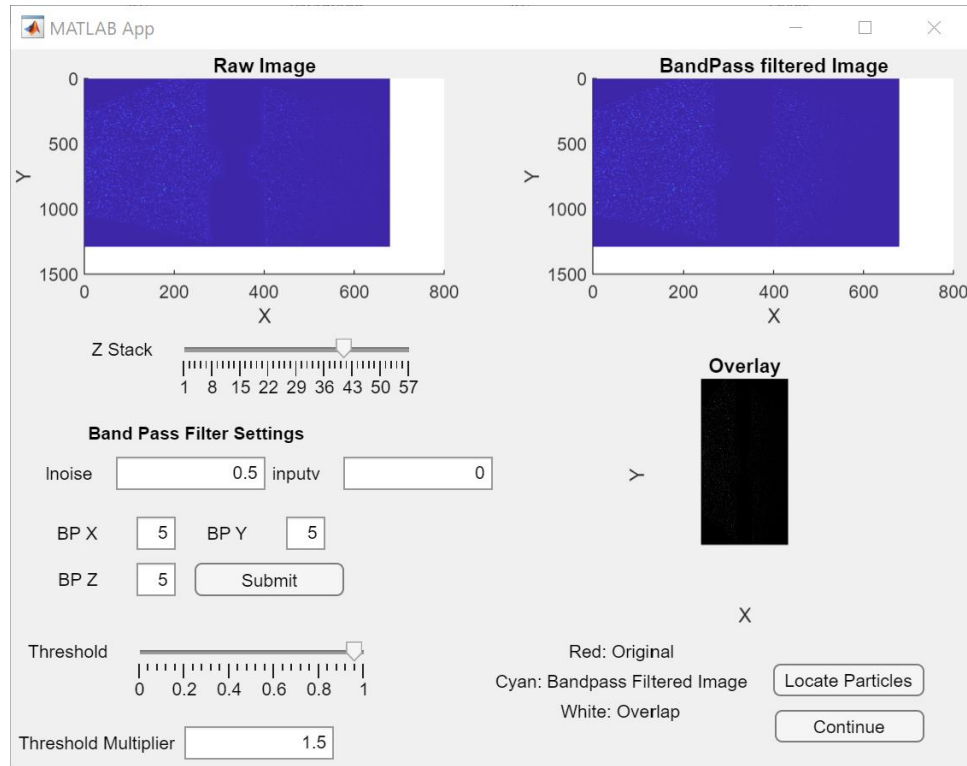 MATLAB App
Raw Image
0
500
1000
1500
Y
0 200 400 600 800
X
BandPass filtered Image
0
500
1000
1500
Y
0 200 400 600 800
X
Z Stack
1 8 15 22 29 36 43 50 57
Overlay
Y
X
Band Pass Filter Settings
lnoise 0.5 inputv 0
BP X 5 BP Y 5
BP Z 5 Submit
Threshold
0 0.2 0.4 0.6 0.8 1
Threshold Multiplier 1.5
Red: Original
Cyan: Bandpass Filtered Image
White: Overlap
Locate Particles
Continue